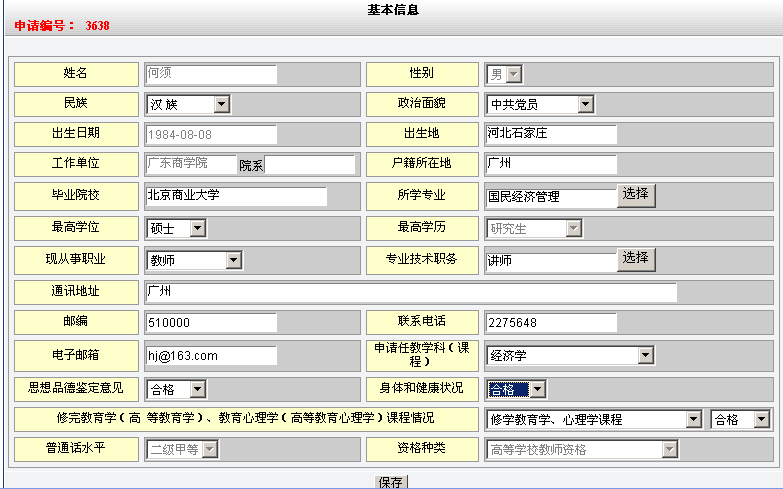 基本信息
申请编号： 3638
姓名 何须 性别 男
民族 汉 族 政治面貌 中共党员
出生日期 1984-08-08 出生地 河北石家庄
工作单位 广东商学院 院系 户籍所在地 广州
毕业院校 北京商业大学 所学专业 国民经济管理 选择
最高学位 硕士 最高学历 研究生
现从事职业 教师 专业技术职务 讲师 选择
通讯地址 广州
邮编 510000 联系电话 2275648
电子邮箱 hj@163.com 申请任教学科（课
程） 经济学
思想品德鉴定意见 合格 身体和健康状况 合格
修完教育学（高 等教育学）、教育心理学（高等教育心理学）课程情况 修学教育学、心理学课程 合格
普通话水平 二级甲等 资格种类 高等学校教师资格
保存